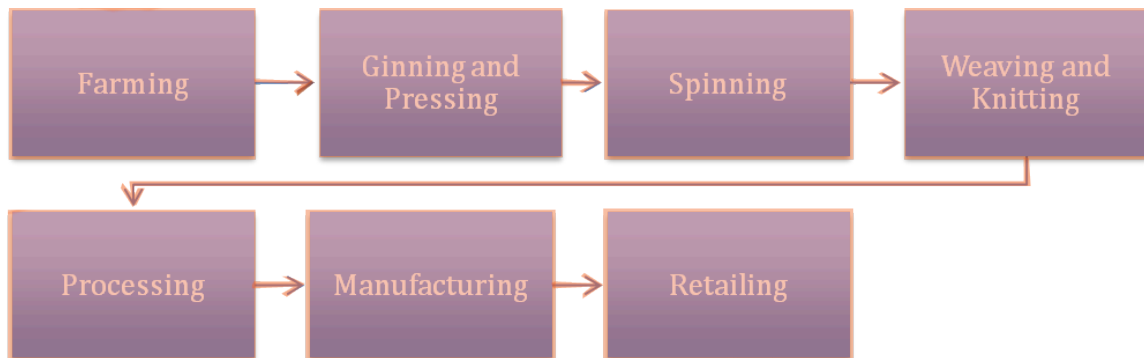 Farming
Ginning and
Pressing
Spinning
Weaving and
Knitting
Processing
Manufacturing
Retailing